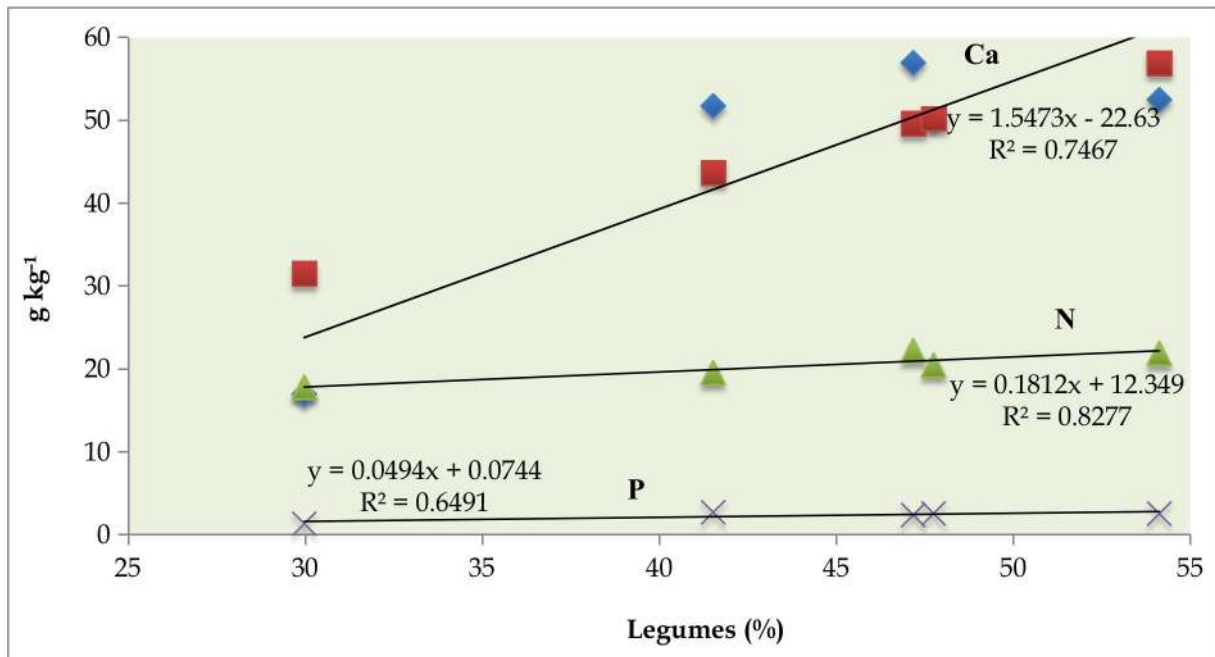 60
50
40
30
20
10
0
g kg⁻¹
Ca
y = 1.5473x - 22.63
R² = 0.7467
N
y = 0.1812x + 12.349
R² = 0.8277
y = 0.0494x + 0.0744
R² = 0.6491
P
25 30 35 40 45 50 55
Legumes (%)